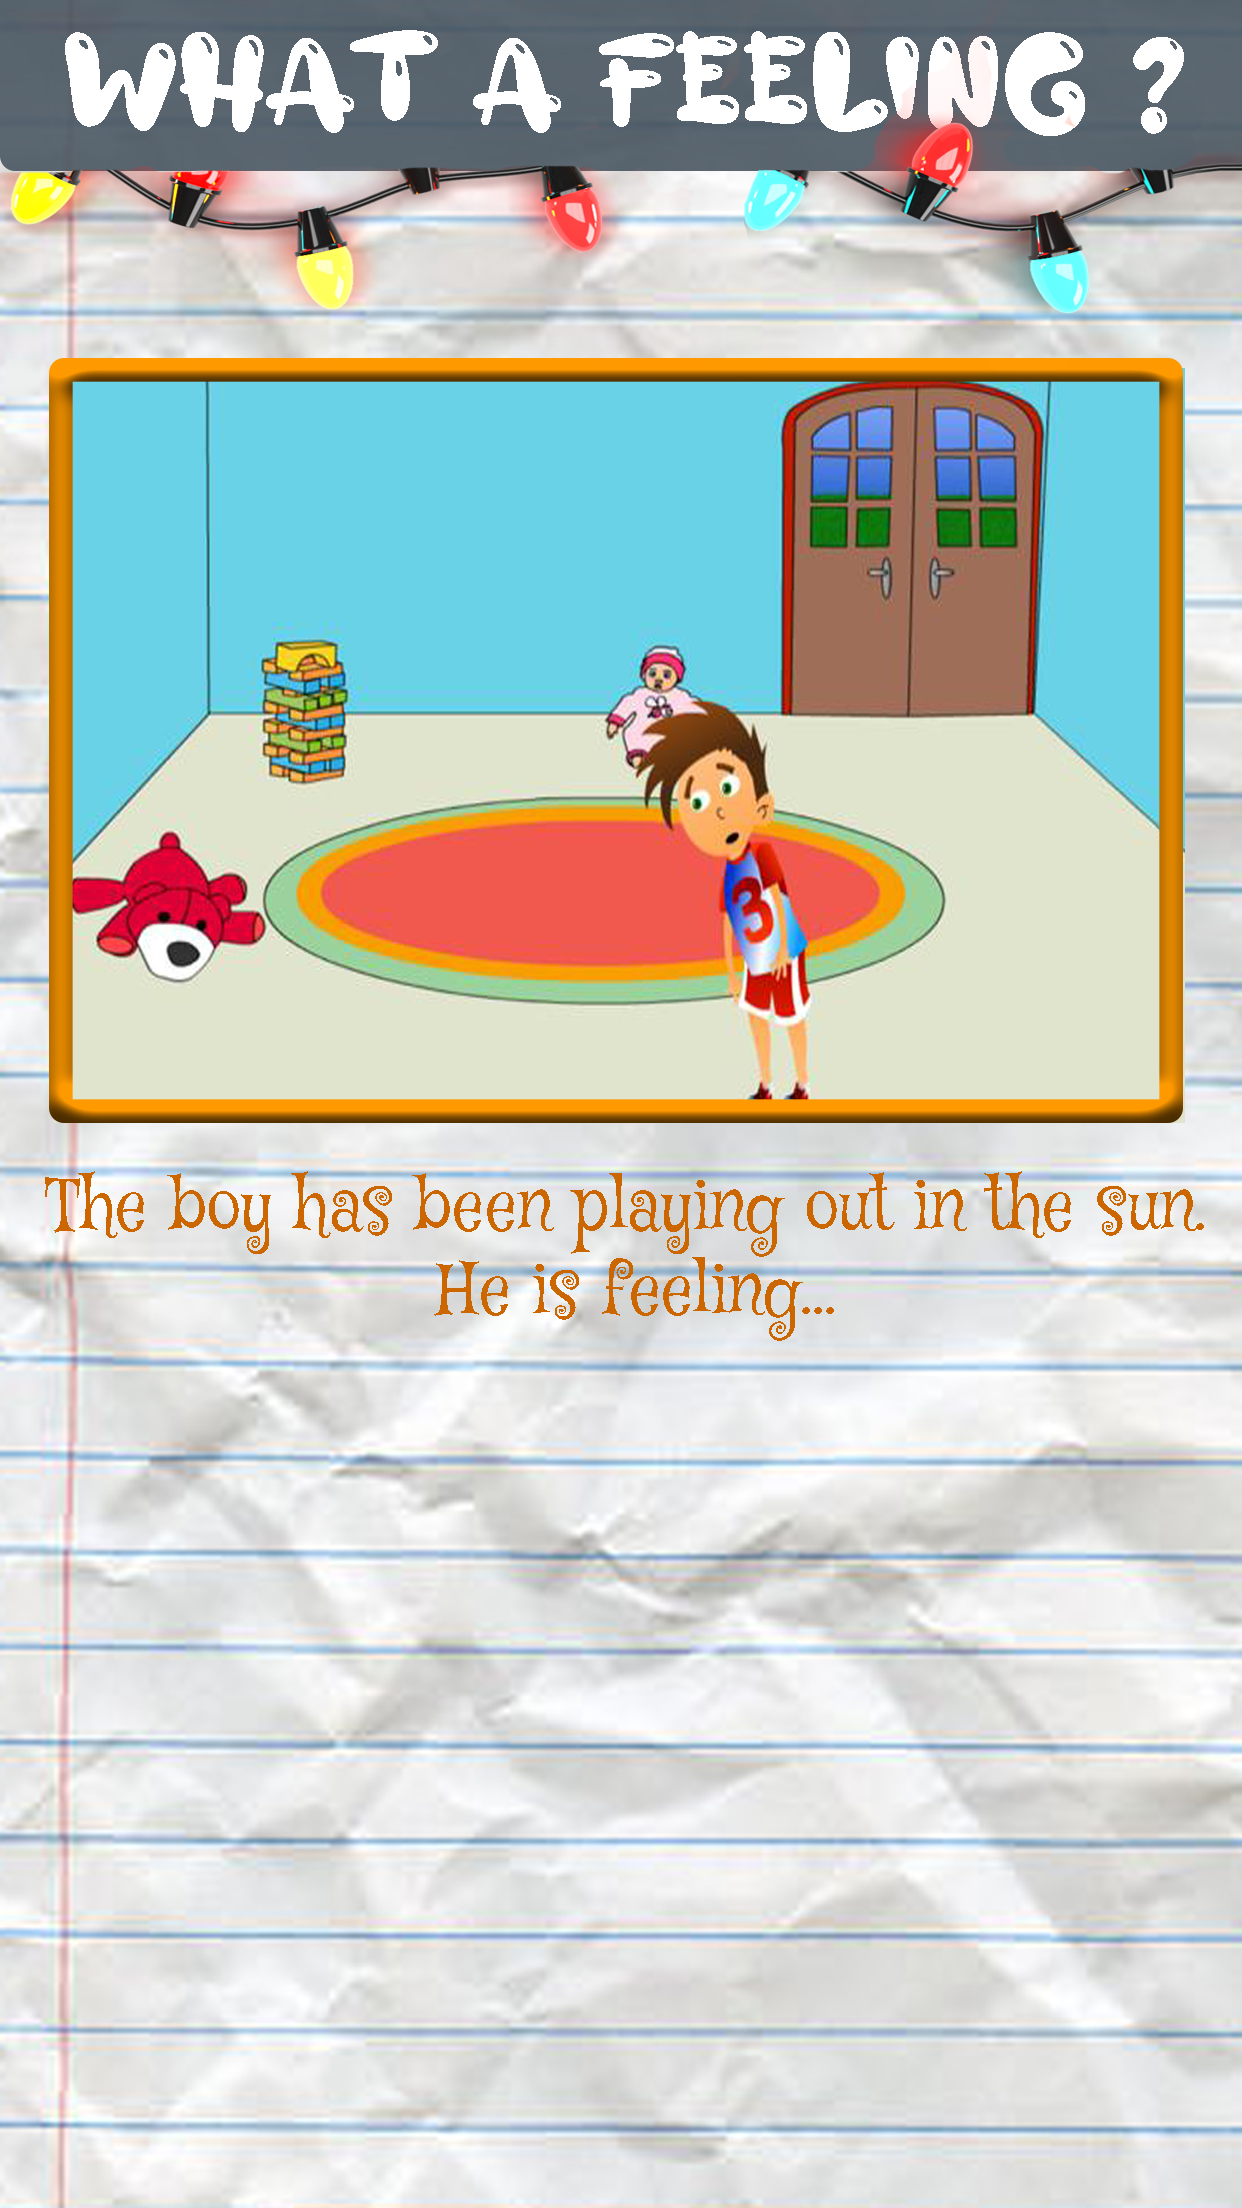 WHAT A FEELING ?
3
The boy has been playing out in the sun.
He is feeling...